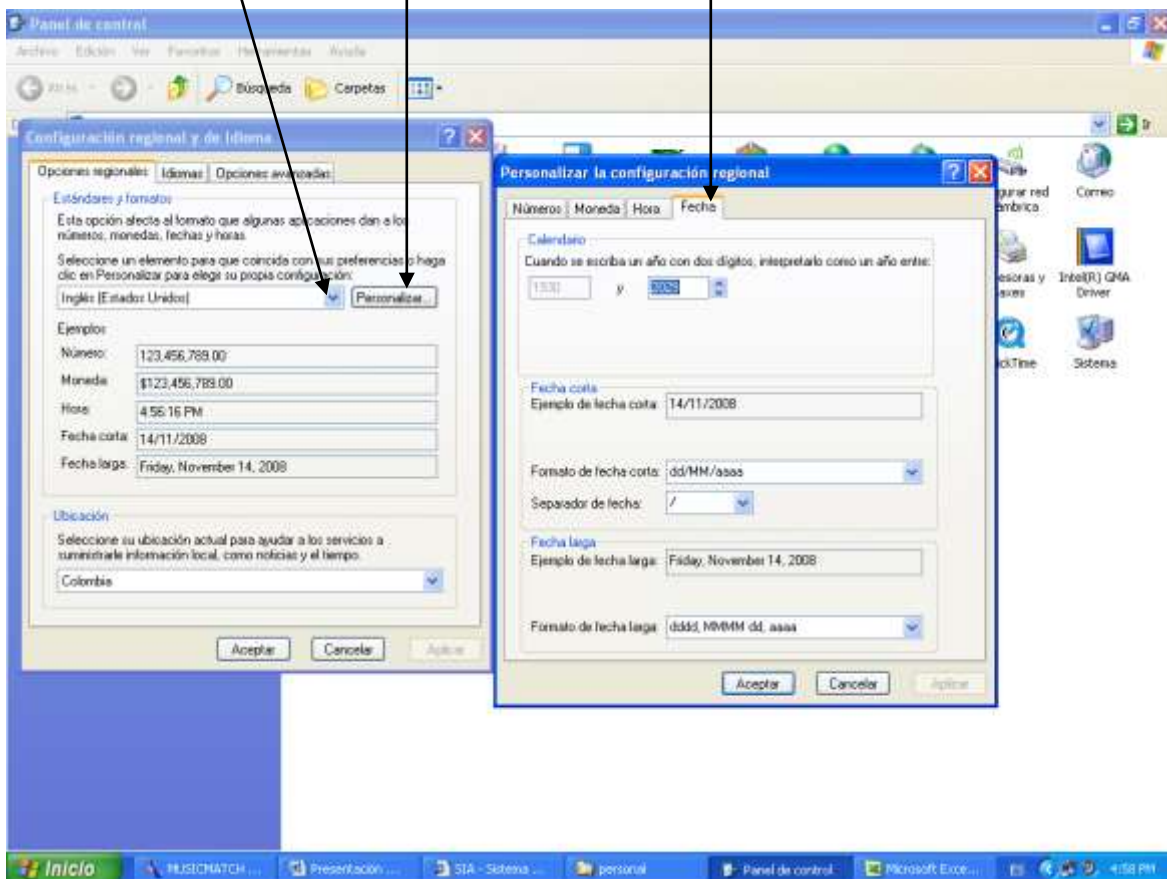 Panel de control
Archivo Edición Ver Favoritos Herramientas Ayuda
Búsqueda Carpetas
Ir
Configuración regional y de Idioma
Opciones regionales Idiomas Opciones avanzadas
Estándares y formatos
Esta opción afecta al formato que algunas aplicaciones dan a los
números, monedas, fechas y horas
Seleccione un elemento para que coincida con sus preferencias o haga
clic en Personalizar para elegir su propia configuración:
Inglés (Estados Unidos) Personalizar...
Ejemplos
Número: 123,456,789.00
Moneda: $123,456,789.00
Hora: 4:56:16 PM
Fecha corta: 14/11/2008
Fecha larga: Friday, November 14, 2008
Ubicación
Seleccione su ubicación actual para ayudar a los servicios a
suministrarle información local, como noticias y el tiempo.
Colombia
Aceptar Cancelar Aplicar
Personalizar la configuración regional
Números Moneda Hora Fecha
Calendario
Cuando se escriba un año con dos dígitos, interpretarlo como un año entre:
1930 y 2029
Fecha corta
Ejemplo de fecha corta: 14/11/2008
Formato de fecha corta: dd/MM/aaaa
Separador de fecha: /
Fecha larga
Ejemplo de fecha larga: Friday, November 14, 2008
Formato de fecha larga: dddd, MMMM dd, aaaa
Aceptar Cancelar Aplicar
Correo
Intel(R) GMA
Driver
Sistema
Inicio MUSICMATCH ... Presentación ... SIA - Sistema ... personal Panel de control Microsoft Exce... 4:58 PM